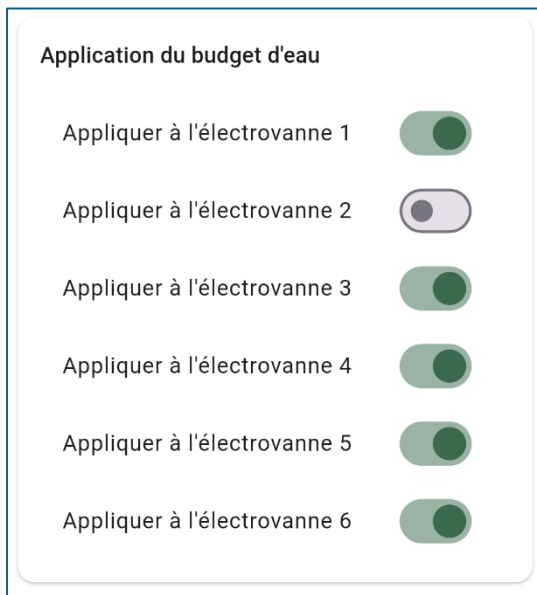 Application du budget d'eau
Appliquer à l'électrovanne 1
Appliquer à l'électrovanne 2
Appliquer à l'électrovanne 3
Appliquer à l'électrovanne 4
Appliquer à l'électrovanne 5
Appliquer à l'électrovanne 6